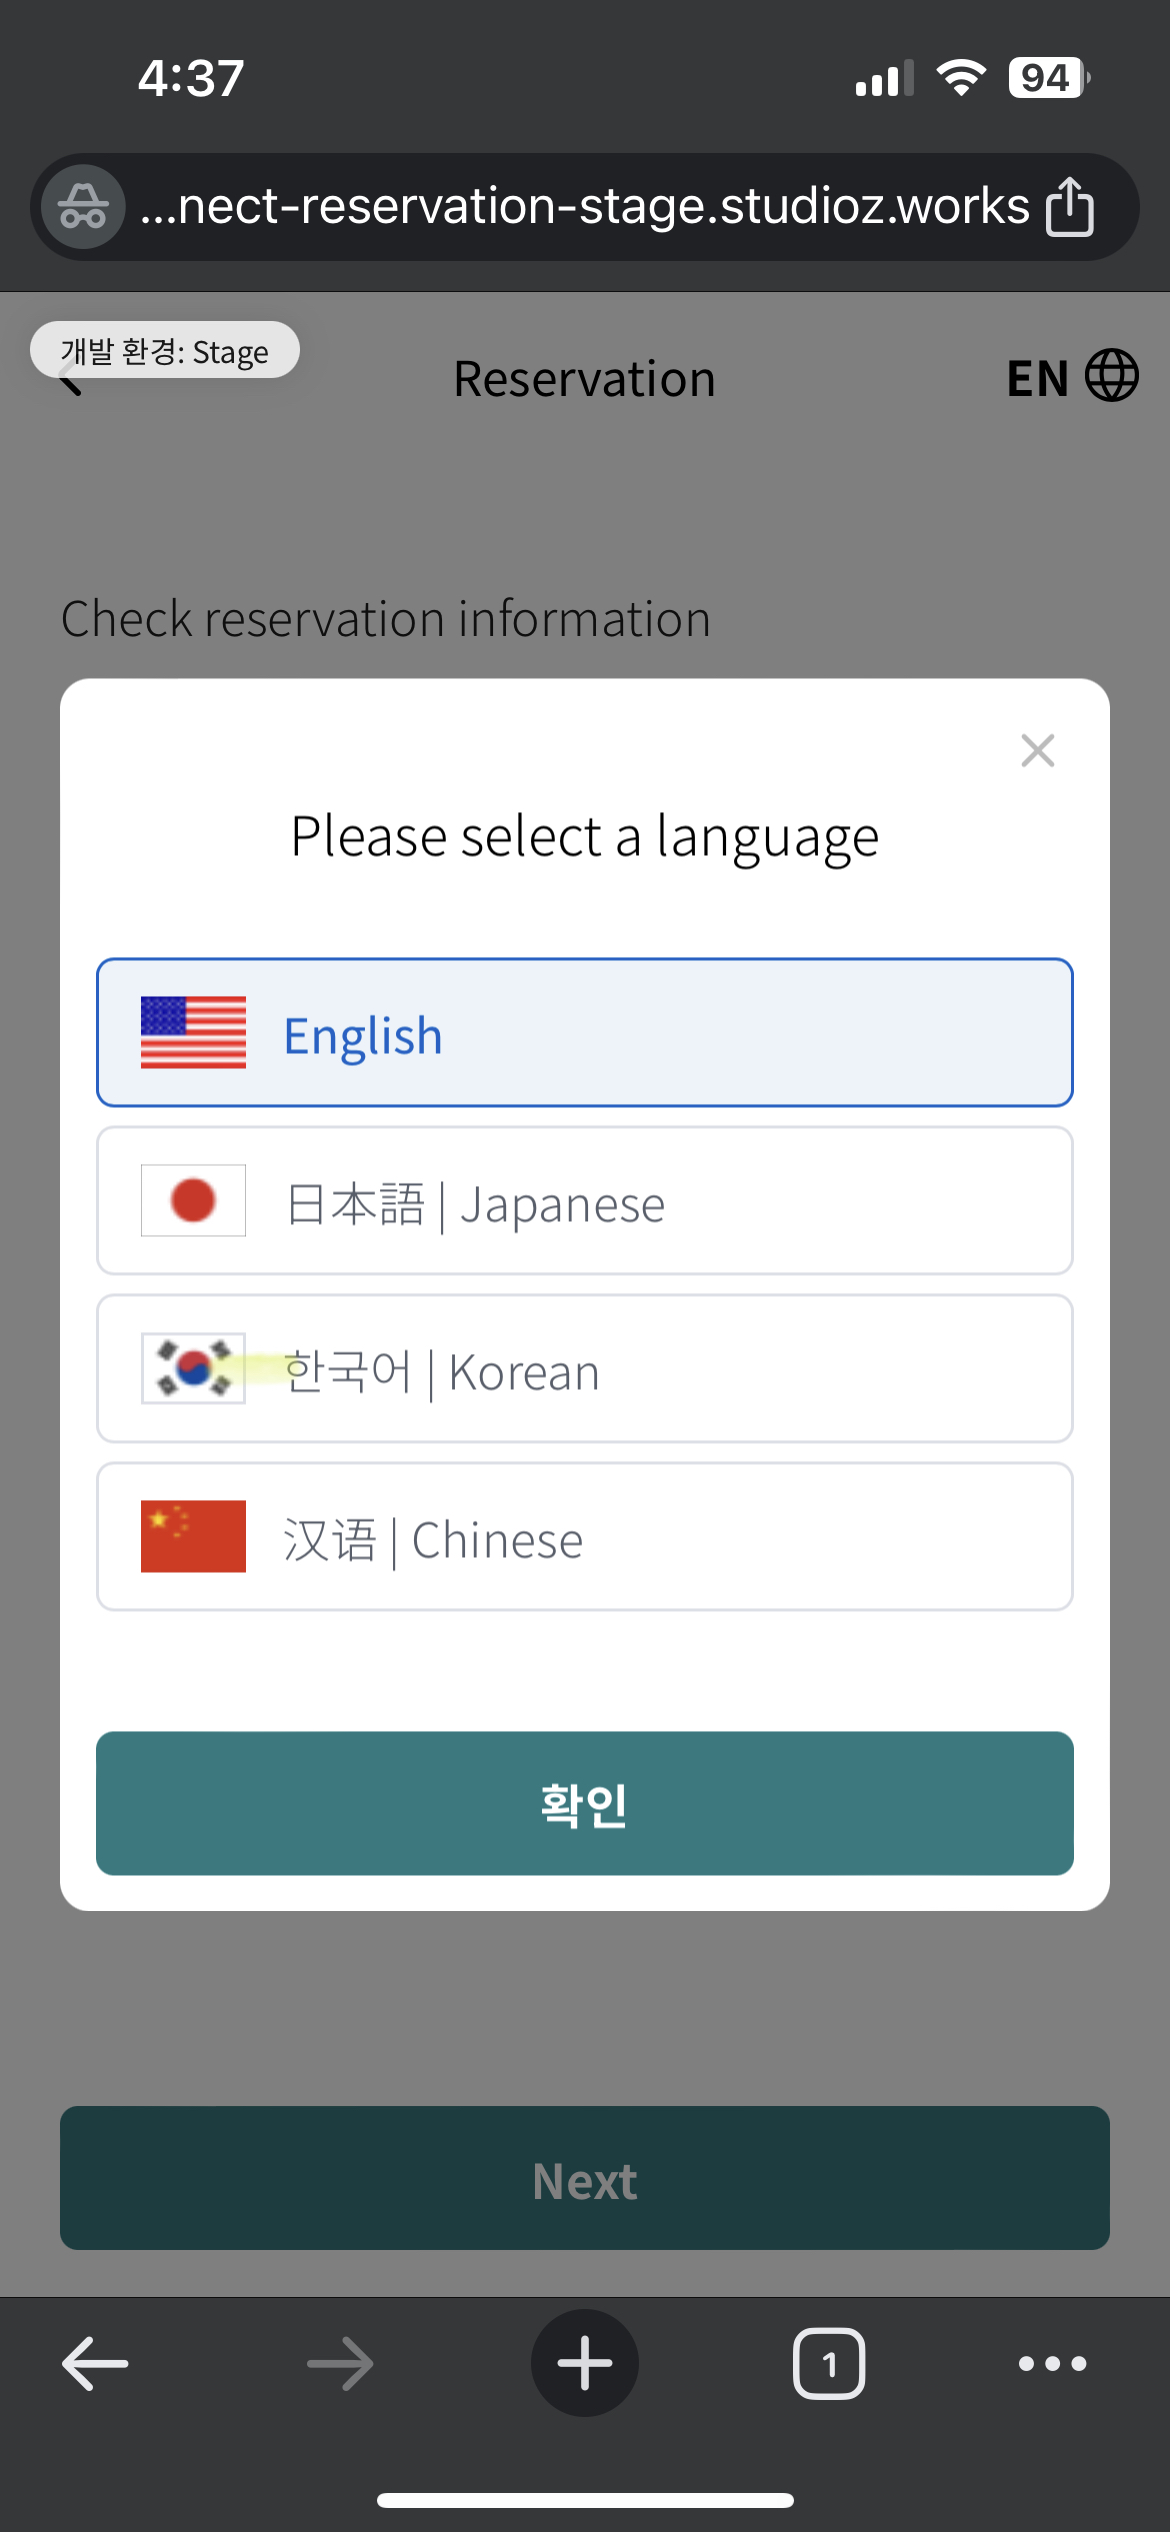 4:37
94
...nect-reservation-stage.studioz.works
개발 환경: Stage
Reservation
EN
Check reservation information
Please select a language
English
日本語 | Japanese
한국어 | Korean
汉语 | Chinese
확인
Next
1